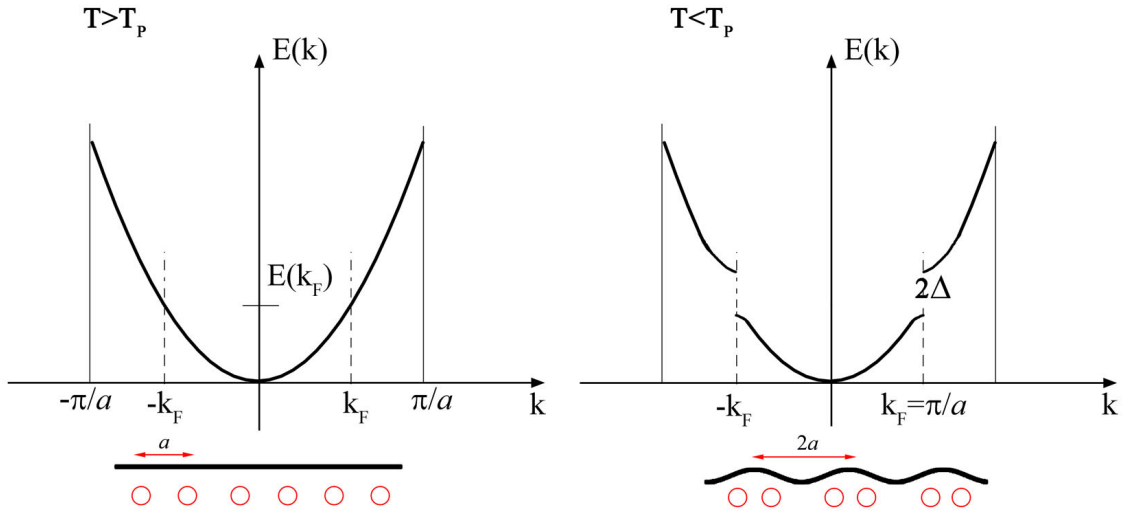 T>T_P
E(k)
E(k_F)
-π/a
-k_F
k_F
π/a
k
a
T<T_P
E(k)
2Δ
-k_F
k_F=π/a
k
2a